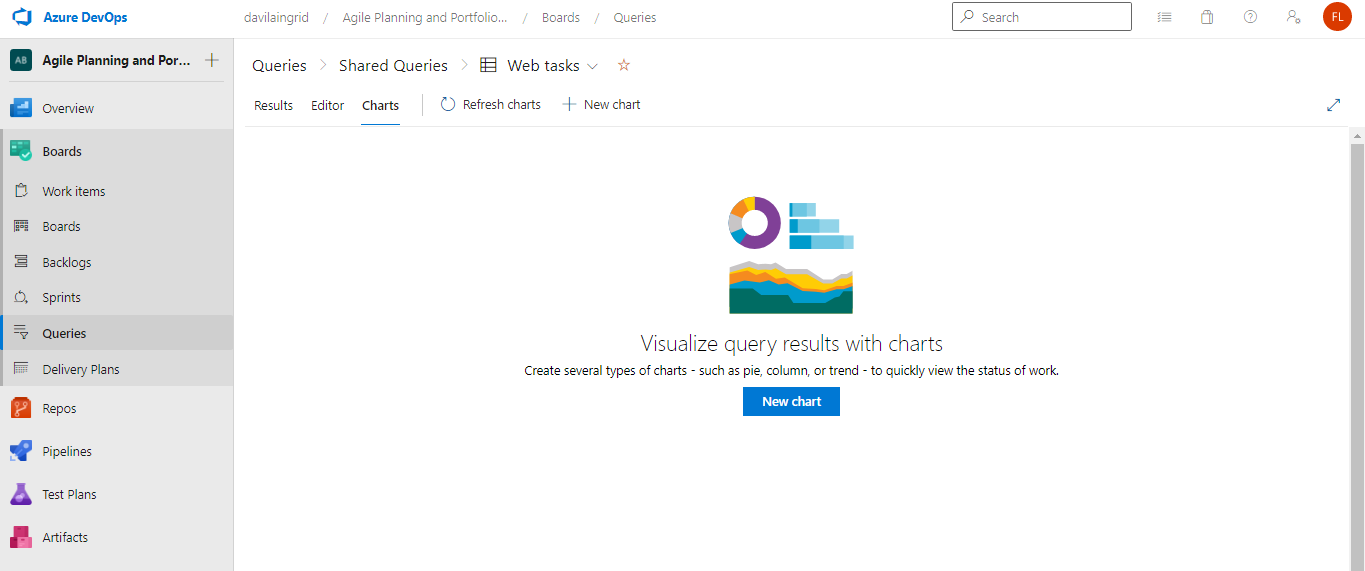 Azure DevOps
davilaingrid / Agile Planning and Portfolio... / Boards / Queries
Search
FL
AB Agile Planning and Por...
Overview
Boards
Work items
Boards
Backlogs
Sprints
Queries
Delivery Plans
Repos
Pipelines
Test Plans
Artifacts
Queries > Shared Queries > Web tasks
Results Editor Charts Refresh charts New chart
Visualize query results with charts
Create several types of charts - such as pie, column, or trend - to quickly view the status of work.
New chart